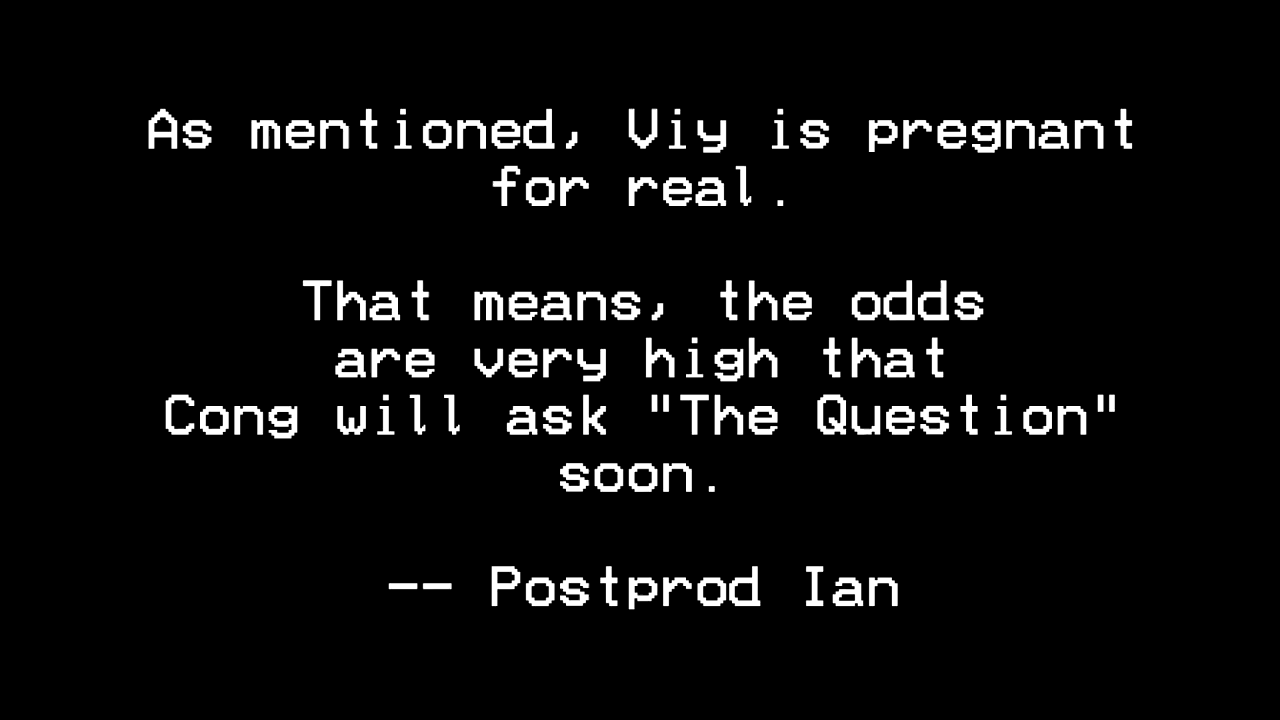 As mentioned, Viy is pregnant
for real.
That means, the odds
are very high that
Cong will ask "The Question"
soon.
-- Postprod Ian